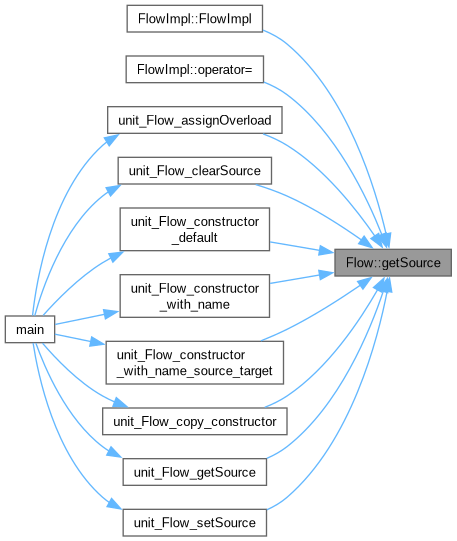 FlowImpl::FlowImpl
FlowImpl::operator=
unit_Flow_assignOverload
unit_Flow_clearSource
unit_Flow_constructor
_default
Flow::getSource
unit_Flow_constructor
_with_name
main
unit_Flow_constructor
_with_name_source_target
unit_Flow_copy_constructor
unit_Flow_getSource
unit_Flow_setSource